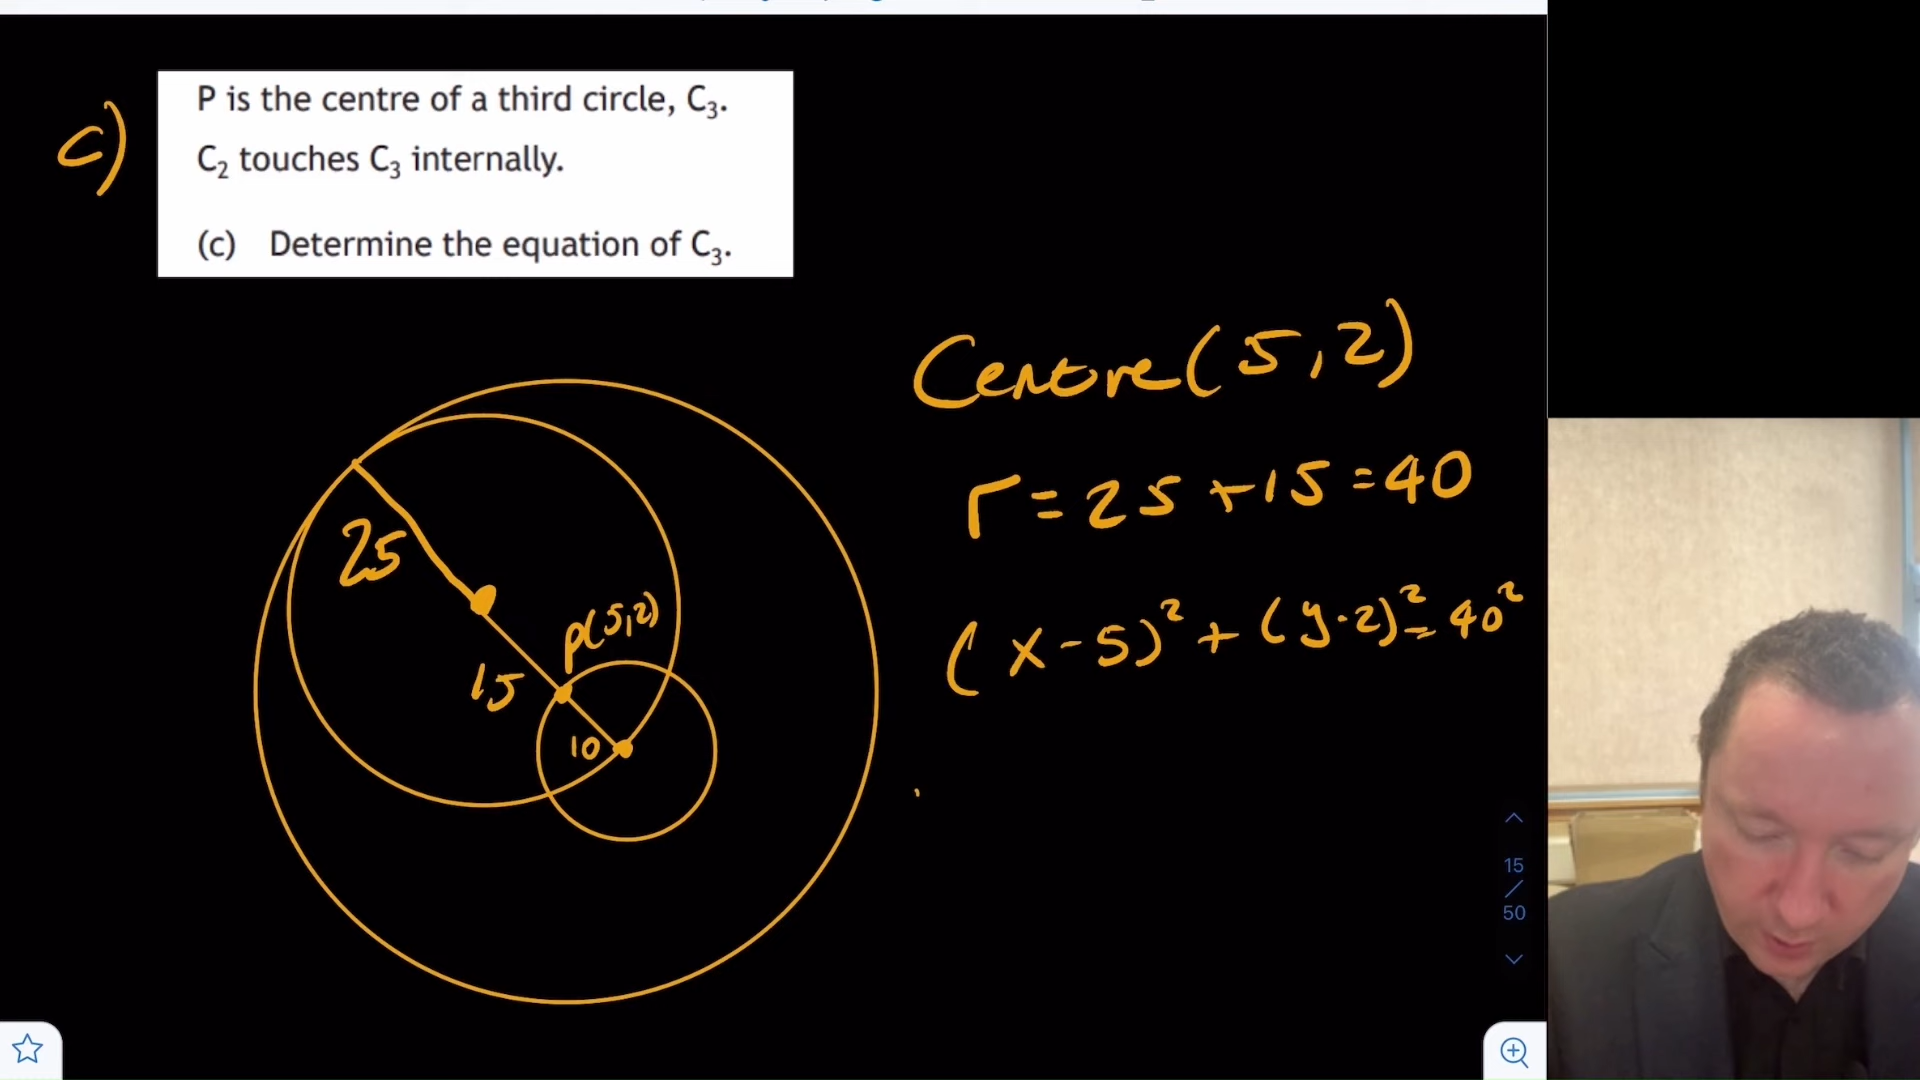 c)
P is the centre of a third circle, C₃.
C₂ touches C₃ internally.
(c) Determine the equation of C₃.
Centre (5,2)
r = 25 + 15 = 40
(x-5)² + (y-2)² = 40²
25
P(5,2)
15
10
15
/
50